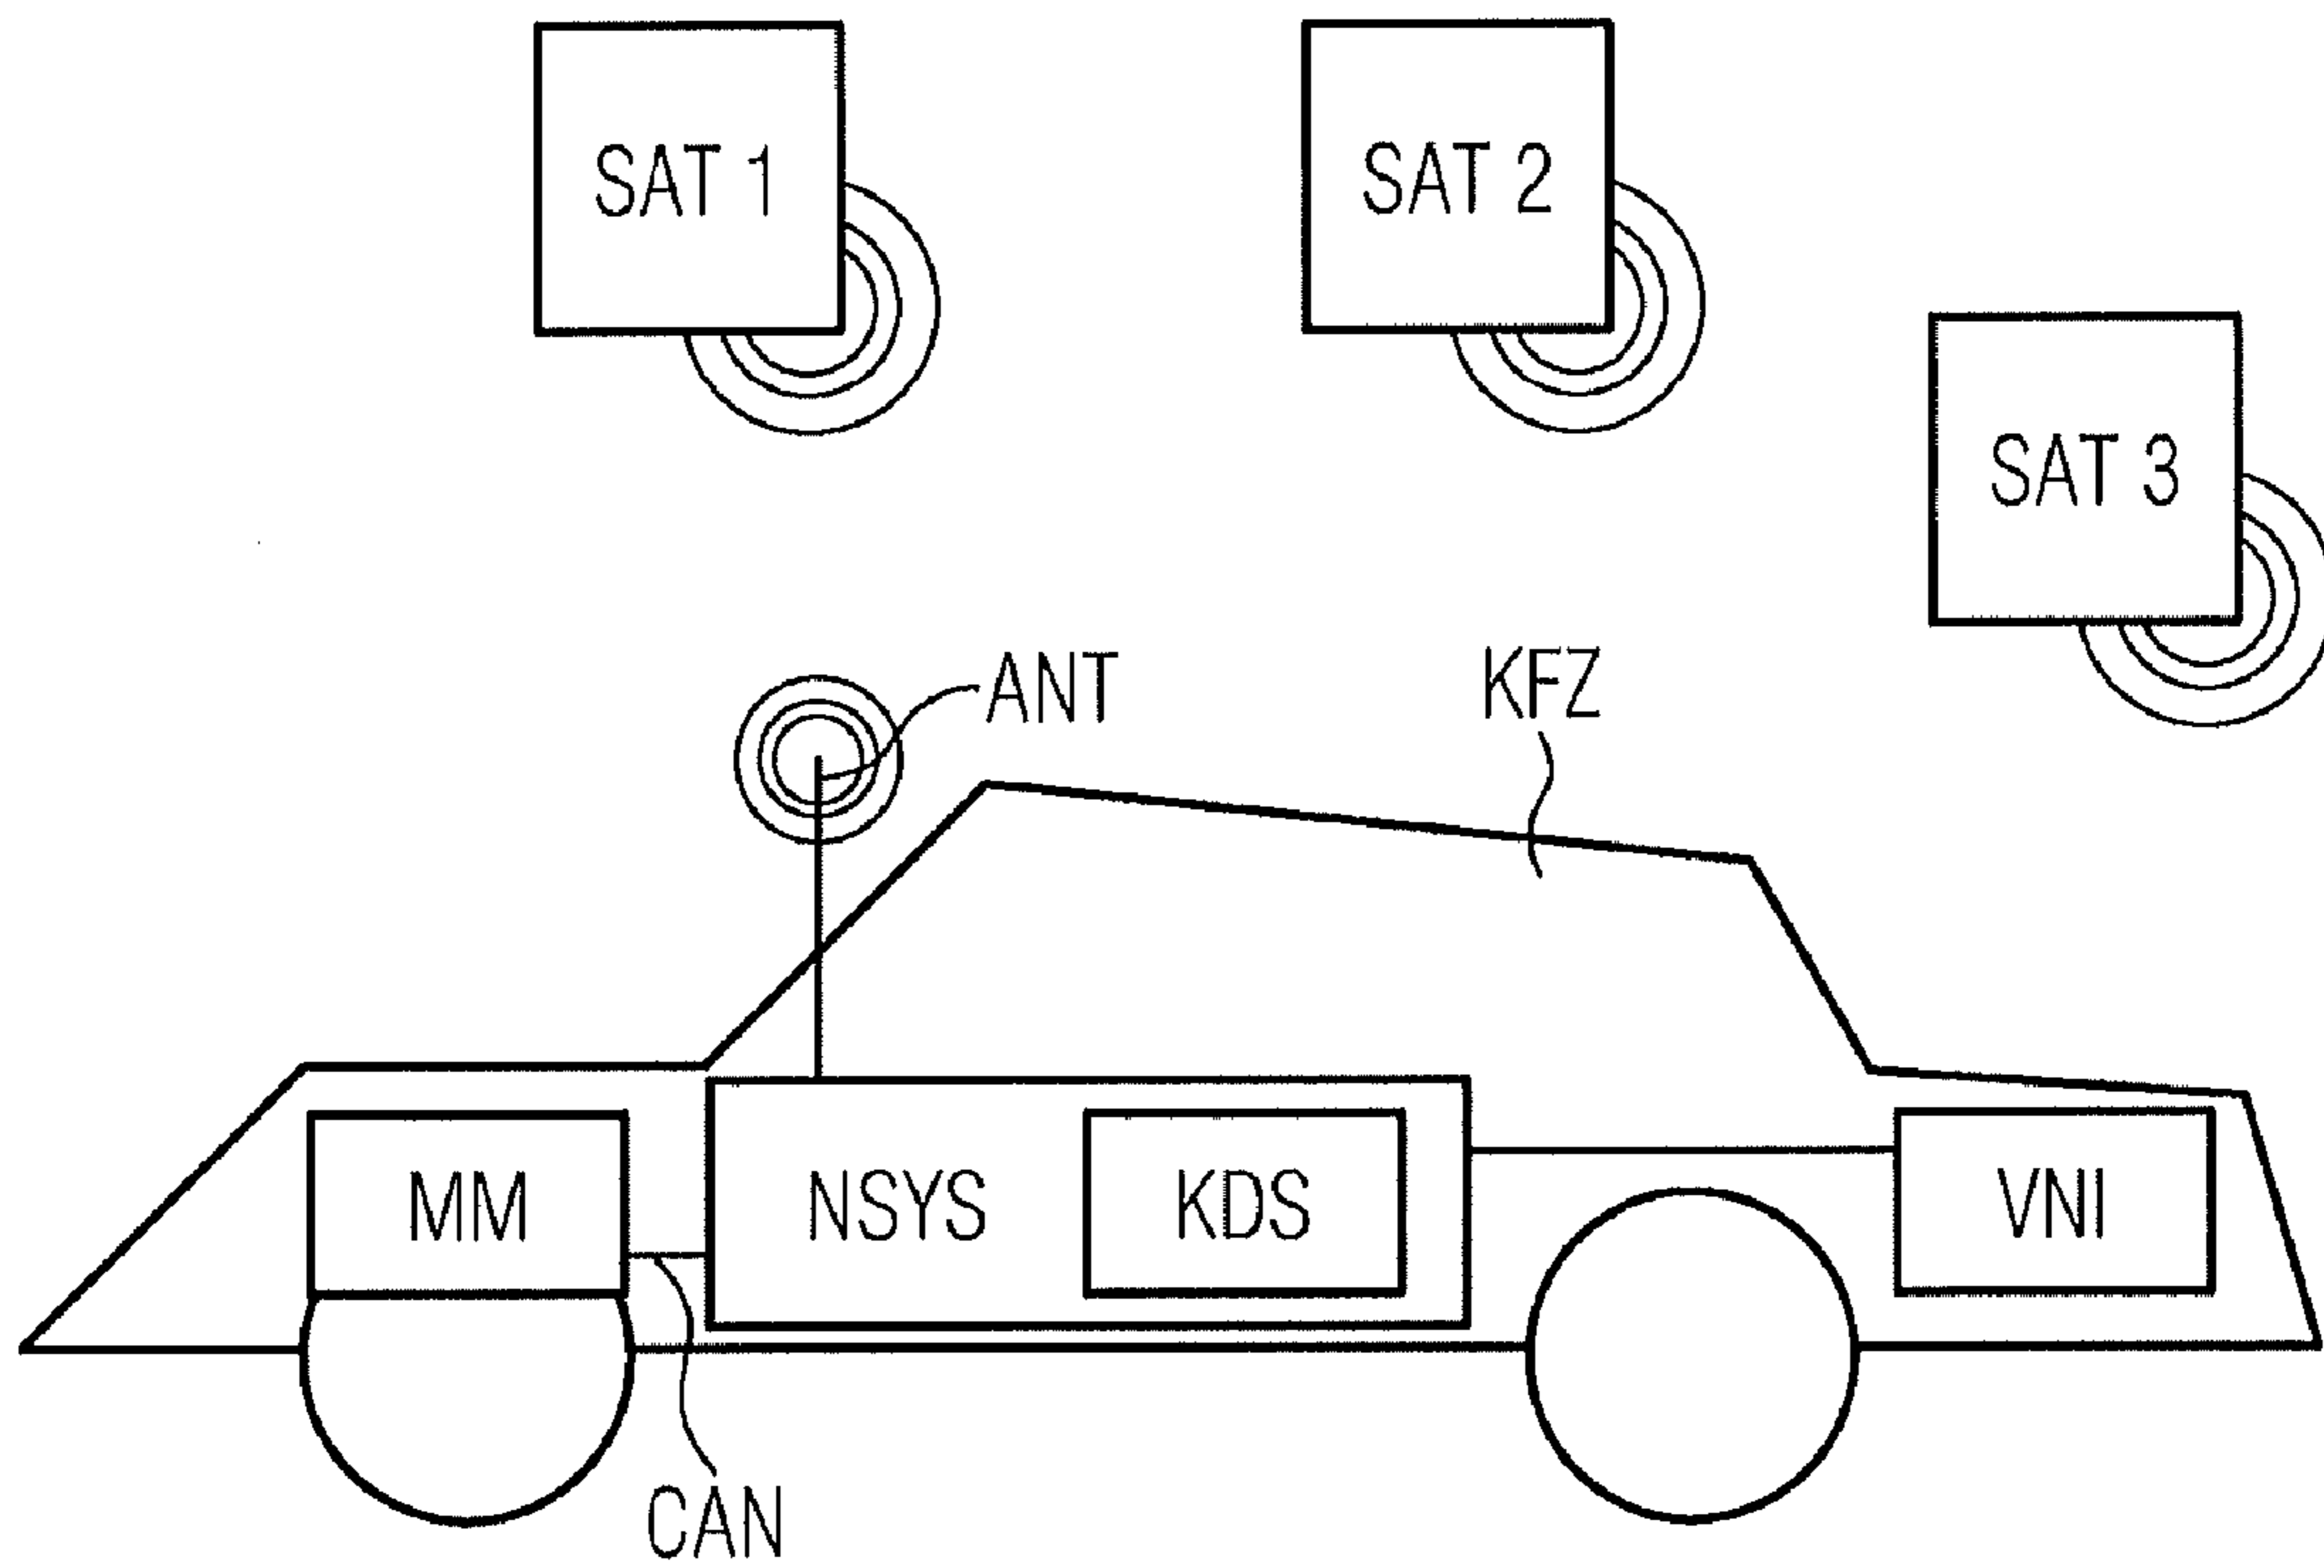 SAT 1
SAT 2
SAT 3
ANT
KFZ
MM
NSYS
KDS
VNI
CAN